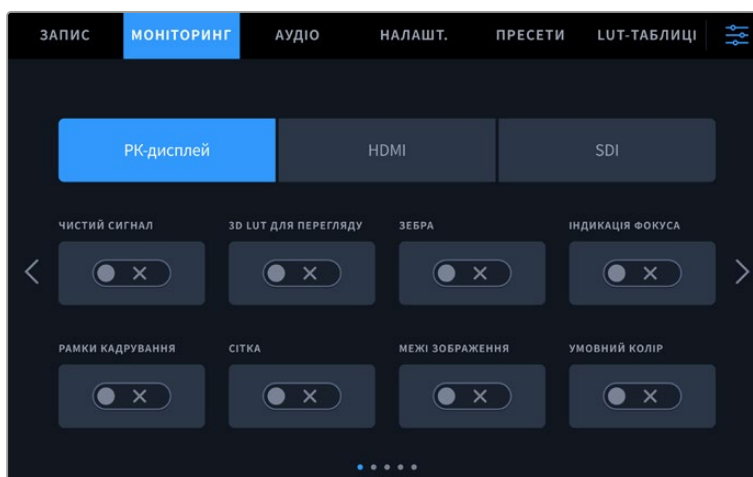 ЗАПИС МОНІТОРИНГ АУДІО НАЛАШТ. ПРЕСЕТИ LUT-ТАБЛИЦІ
РК-дисплей HDMI SDI
ЧИСТИЙ СИГНАЛ 3D LUT ДЛЯ ПЕРЕГЛЯДУ ЗЕБРА ІНДИКАЦІЯ ФОКУСА
РАМКИ КАДРУВАННЯ СІТКА МЕЖІ ЗОБРАЖЕННЯ УМОВНИЙ КОЛІР